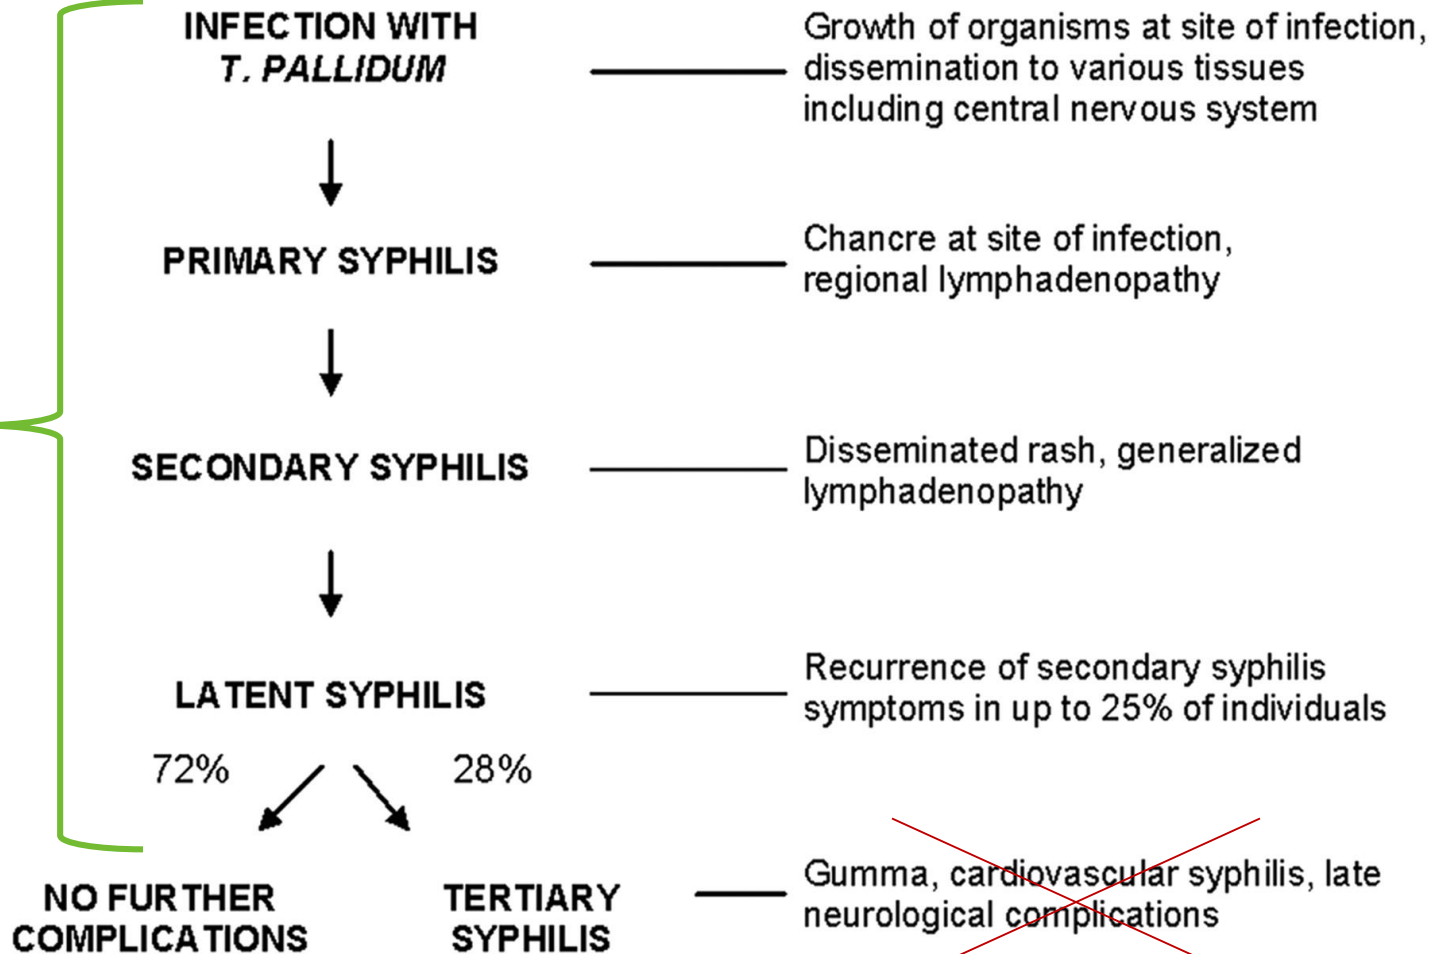 INFECTION WITH
T. PALLIDUM
Growth of organisms at site of infection,
dissemination to various tissues
including central nervous system
PRIMARY SYPHILIS
Chancre at site of infection,
regional lymphadenopathy
SECONDARY SYPHILIS
Disseminated rash, generalized
lymphadenopathy
LATENT SYPHILIS
Recurrence of secondary syphilis
symptoms in up to 25% of individuals
72%
28%
NO FURTHER
COMPLICATIONS
TERTIARY
SYPHILIS
Gumma, cardiovascular syphilis, late
neurological complications